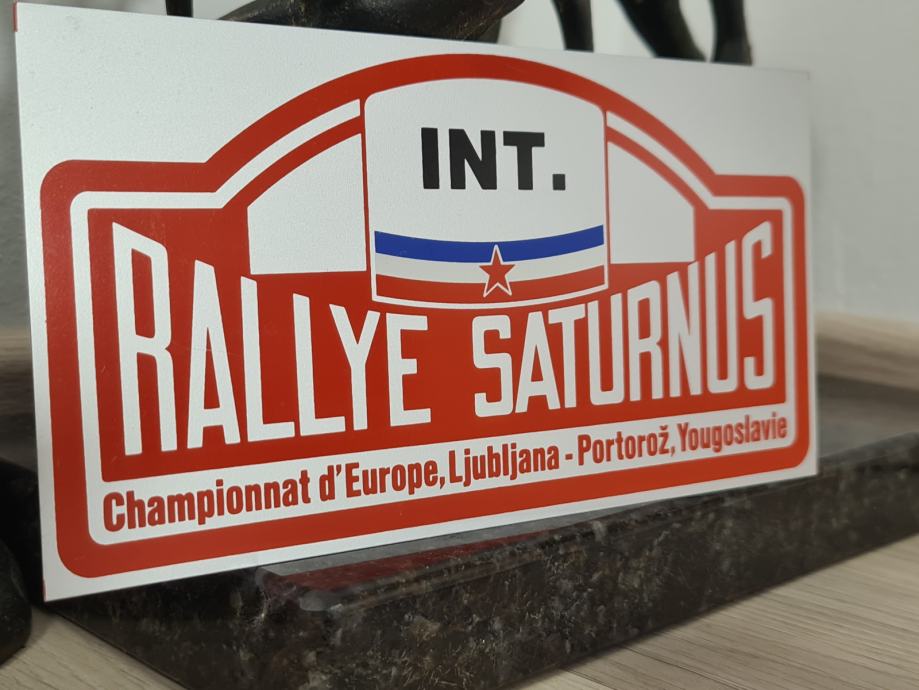 INT.
RALLYE SATURNUS
Championnat d'Europe, Ljubljana - Portorož, Yougoslavie